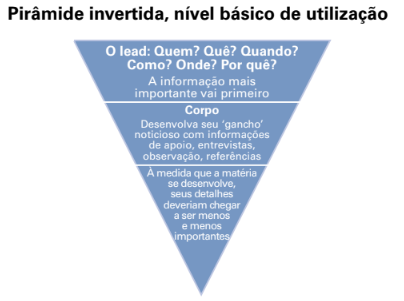 Pirâmide invertida, nível básico de utilização
O lead: Quem? Quê? Quando?
Como? Onde? Por quê?
A informação mais
importante vai primeiro
Corpo
Desenvolva seu ‘gancho’
noticioso com informações
de apoio, entrevistas,
observação, referências
À medida que a matéria
se desenvolve,
seus detalhes
deveriam chegar
a ser menos
e menos
importantes